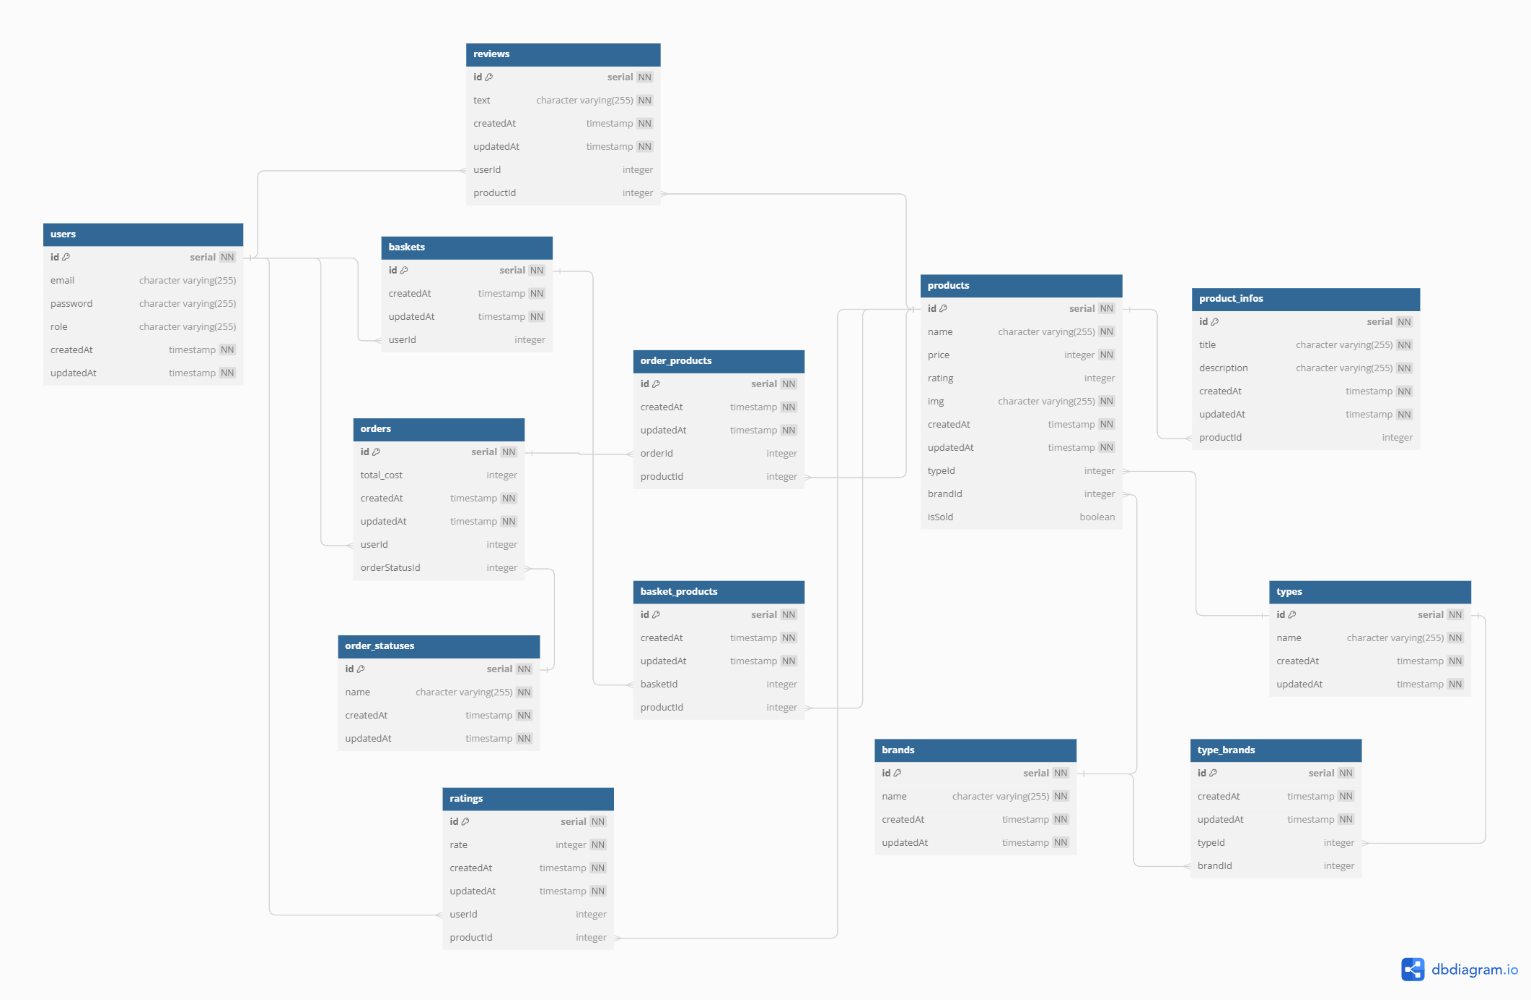 reviews
id serial NN
text character varying(255) NN
createdAt timestamp NN
updatedAt timestamp NN
userId integer
productId integer
users
id serial NN
email character varying(255)
password character varying(255)
role character varying(255)
createdAt timestamp NN
updatedAt timestamp NN
baskets
id serial NN
createdAt timestamp NN
updatedAt timestamp NN
userId integer
orders
id serial NN
total_cost integer
createdAt timestamp NN
updatedAt timestamp NN
userId integer
orderStatusId integer
order_statuses
id serial NN
name character varying(255) NN
createdAt timestamp NN
updatedAt timestamp NN
ratings
id serial NN
rate integer NN
createdAt timestamp NN
updatedAt timestamp NN
userId integer
productId integer
order_products
id serial NN
createdAt timestamp NN
updatedAt timestamp NN
orderId integer
productId integer
basket_products
id serial NN
createdAt timestamp NN
updatedAt timestamp NN
basketId integer
productId integer
products
id serial NN
name character varying(255) NN
price integer NN
rating integer
img character varying(255) NN
createdAt timestamp NN
updatedAt timestamp NN
typeId integer
brandId integer
isSold boolean
product_infos
id serial NN
title character varying(255) NN
description character varying(255) NN
createdAt timestamp NN
updatedAt timestamp NN
productId integer
types
id serial NN
name character varying(255) NN
createdAt timestamp NN
updatedAt timestamp NN
brands
id serial NN
name character varying(255) NN
createdAt timestamp NN
updatedAt timestamp NN
type_brands
id serial NN
createdAt timestamp NN
updatedAt timestamp NN
typeId integer
brandId integer
dbdiagram.io